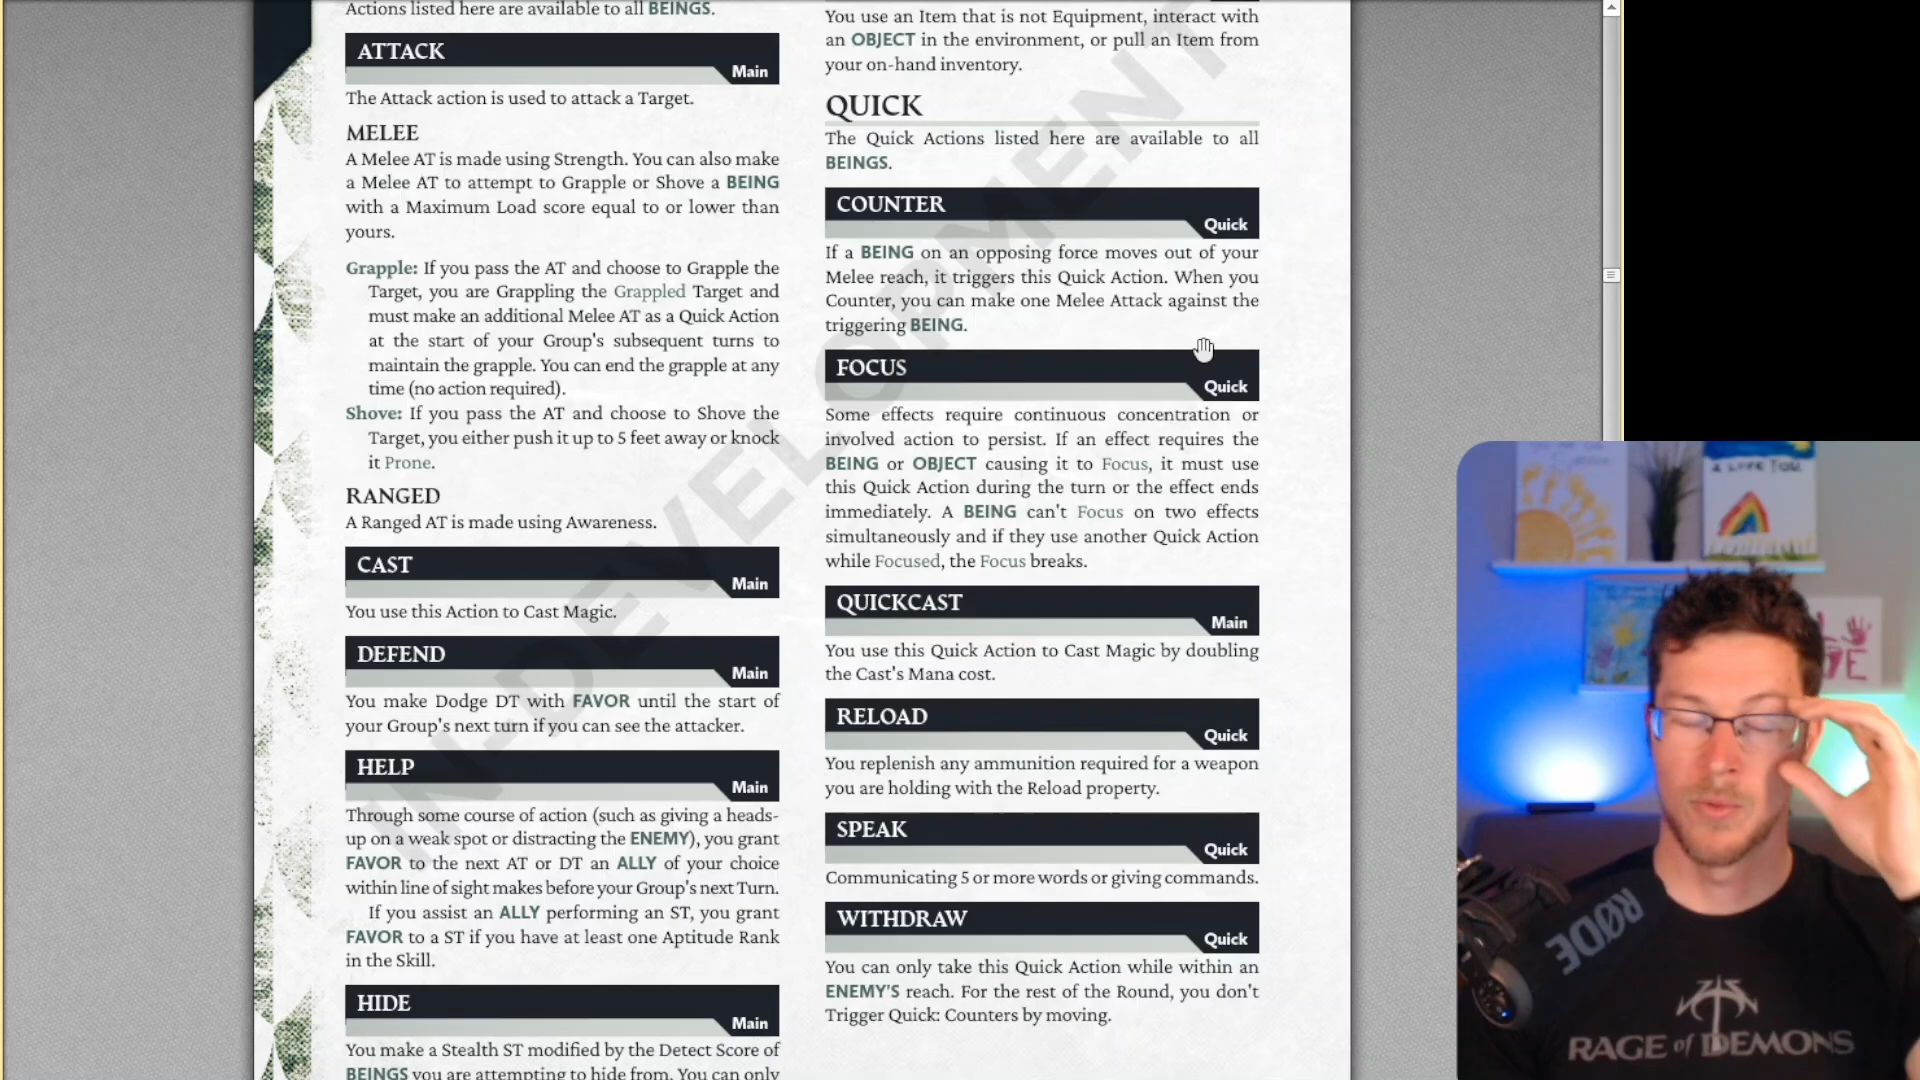 Actions listed here are available to all BEINGS.
ATTACK
Main
The Attack action is used to attack a Target.
MELEE
A Melee AT is made using Strength. You can also make
a Melee AT to attempt to Grapple or Shove a BEING
with a Maximum Load score equal to or lower than
yours.
Grapple: If you pass the AT and choose to Grapple the
Target, you are Grappling the Grappled Target and
must make an additional Melee AT as a Quick Action
at the start of your Group's subsequent turns to
maintain the grapple. You can end the grapple at any
time (no action required).
Shove: If you pass the AT and choose to Shove the
Target, you either push it up to 5 feet away or knock
it Prone.
RANGED
A Ranged AT is made using Awareness.
CAST
Main
You use this Action to Cast Magic.
DEFEND
Main
You make Dodge DT with FAVOR until the start of
your Group's next turn if you can see the attacker.
HELP
Main
Through some course of action (such as giving a heads-
up on a weak spot or distracting the ENEMY), you grant
FAVOR to the next AT or DT an ALLY of your choice
within line of sight makes before your Group's next Turn.
If you assist an ALLY performing an ST, you grant
FAVOR to a ST if you have at least one Aptitude Rank
in the Skill.
HIDE
Main
You make a Stealth ST modified by the Detect Score of
BEINGS you are attempting to hide from. You can only
You use an Item that is not Equipment, interact with
an OBJECT in the environment, or pull an Item from
your on-hand inventory.
QUICK
The Quick Actions listed here are available to all
BEINGS.
COUNTER
Quick
If a BEING on an opposing force moves out of your
Melee reach, it triggers this Quick Action. When you
Counter, you can make one Melee Attack against the
triggering BEING.
FOCUS
Quick
Some effects require continuous concentration or
involved action to persist. If an effect requires the
BEING or OBJECT causing it to Focus, it must use
this Quick Action during the turn or the effect ends
immediately. A BEING can't Focus on two effects
simultaneously and if they use another Quick Action
while Focused, the Focus breaks.
QUICKCAST
Main
You use this Quick Action to Cast Magic by doubling
the Cast's Mana cost.
RELOAD
Quick
You replenish any ammunition required for a weapon
you are holding with the Reload property.
SPEAK
Quick
Communicating 5 or more words or giving commands.
WITHDRAW
Quick
You can only take this Quick Action while within an
ENEMY'S reach. For the rest of the Round, you don't
Trigger Quick: Counters by moving.
IN-DEVELOPMENT
RØDE
RAGE of DEMONS